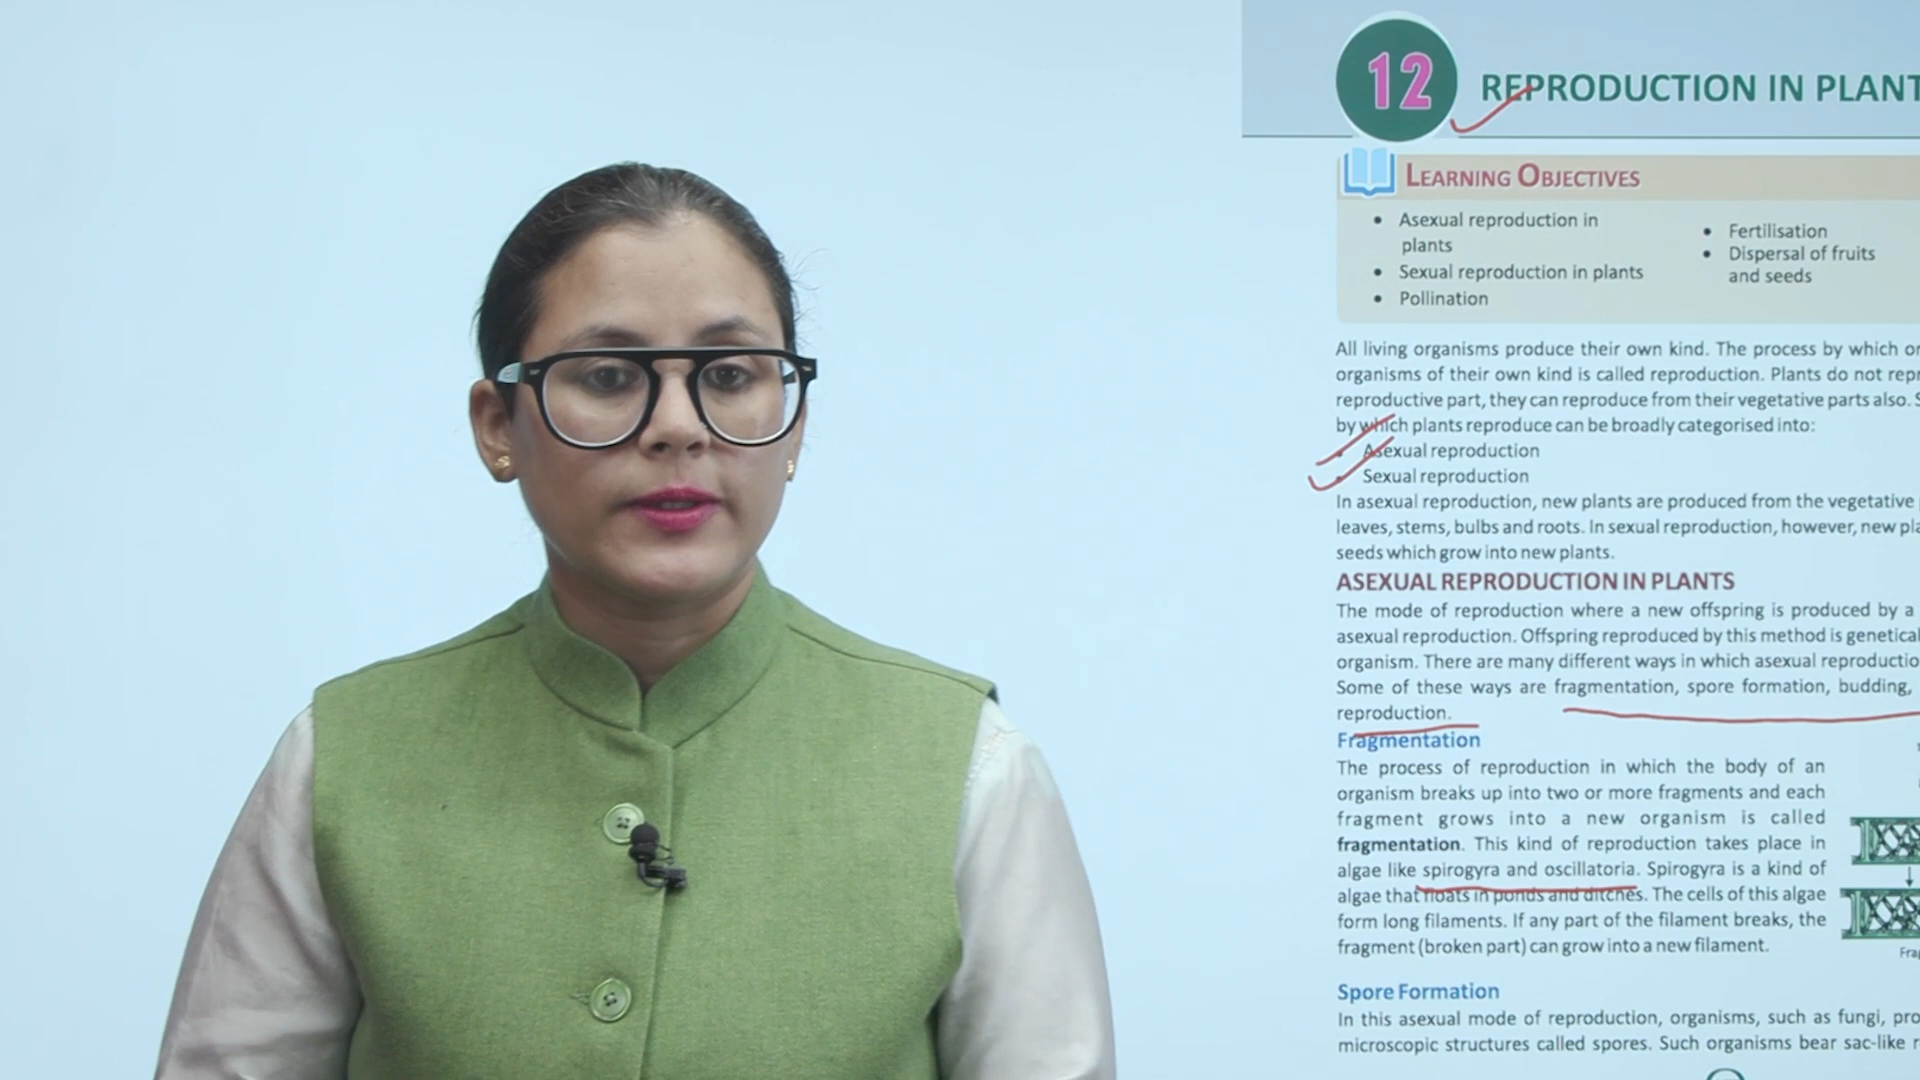 12
REPRODUCTION IN PLANT
LEARNING OBJECTIVES
• Asexual reproduction in
plants
• Sexual reproduction in plants
• Pollination
• Fertilisation
• Dispersal of fruits
and seeds
All living organisms produce their own kind. The process by which
organisms of their own kind is called reproduction. Plants do not
reproductive part, they can reproduce from their vegetative parts also.
by which plants reproduce can be broadly categorised into:
Asexual reproduction
Sexual reproduction
In asexual reproduction, new plants are produced from the vegetative
leaves, stems, bulbs and roots. In sexual reproduction, however, new
seeds which grow into new plants.
ASEXUAL REPRODUCTION IN PLANTS
The mode of reproduction where a new offspring is produced by a
asexual reproduction. Offspring reproduced by this method is
organism. There are many different ways in which asexual
Some of these ways are fragmentation, spore formation, budding,
reproduction.
Fragmentation
The process of reproduction in which the body of an
organism breaks up into two or more fragments and each
fragment grows into a new organism is called
fragmentation. This kind of reproduction takes place in
algae like spirogyra and oscillatoria. Spirogyra is a kind of
algae that floats in ponds and ditches. The cells of this algae
form long filaments. If any part of the filament breaks, the
fragment (broken part) can grow into a new filament.
Spore Formation
In this asexual mode of reproduction, organisms, such as fungi,
microscopic structures called spores. Such organisms bear sac-like